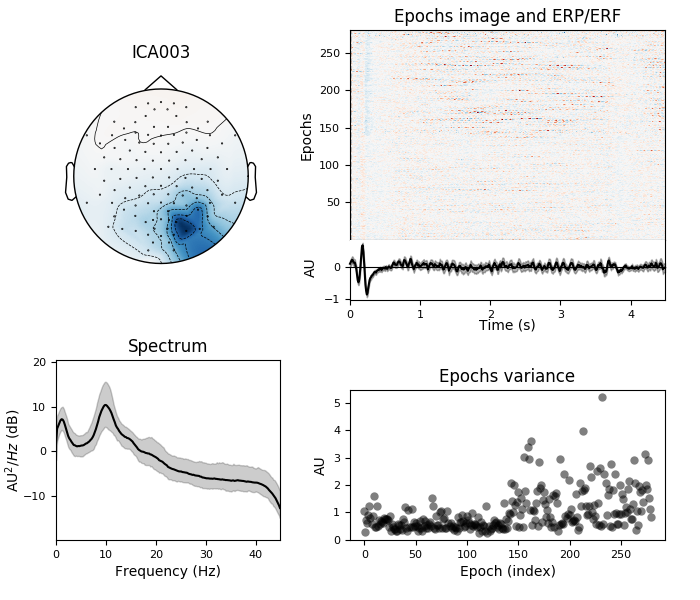 ICA003
Epochs image and ERP/ERF
Epochs
250
200
150
100
50
AU
0
−1
0 1 2 3 4
Time (s)
Spectrum
AU²/Hz (dB)
20
10
0
−10
0 10 20 30 40
Frequency (Hz)
Epochs variance
AU
5
4
3
2
1
0
0 50 100 150 200 250
Epoch (index)